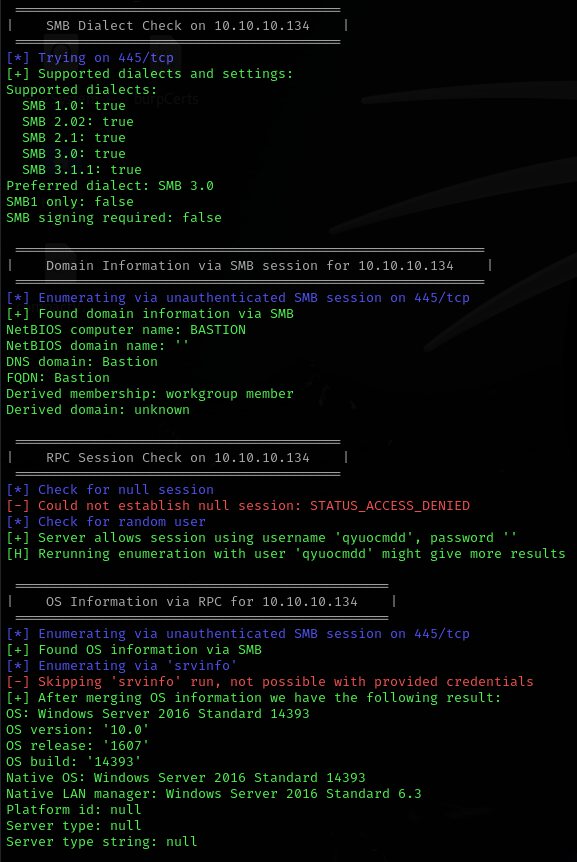 | SMB Dialect Check on 10.10.10.134 |
[*] Trying on 445/tcp
[+] Supported dialects and settings:
Supported dialects:
  SMB 1.0: true
  SMB 2.02: true
  SMB 2.1: true
  SMB 3.0: true
  SMB 3.1.1: true
Preferred dialect: SMB 3.0
SMB1 only: false
SMB signing required: false
| Domain Information via SMB session for 10.10.10.134 |
[*] Enumerating via unauthenticated SMB session on 445/tcp
[+] Found domain information via SMB
NetBIOS computer name: BASTION
NetBIOS domain name: ''
DNS domain: Bastion
FQDN: Bastion
Derived membership: workgroup member
Derived domain: unknown
| RPC Session Check on 10.10.10.134 |
[*] Check for null session
[-] Could not establish null session: STATUS_ACCESS_DENIED
[*] Check for random user
[+] Server allows session using username 'qyuocmdd', password ''
[H] Rerunning enumeration with user 'qyuocmdd' might give more results
| OS Information via RPC for 10.10.10.134 |
[*] Enumerating via unauthenticated SMB session on 445/tcp
[+] Found OS information via SMB
[*] Enumerating via 'srvinfo'
[-] Skipping 'srvinfo' run, not possible with provided credentials
[+] After merging OS information we have the following result:
OS: Windows Server 2016 Standard 14393
OS version: '10.0'
OS release: '1607'
OS build: '14393'
Native OS: Windows Server 2016 Standard 14393
Native LAN manager: Windows Server 2016 Standard 6.3
Platform id: null
Server type: null
Server type string: null